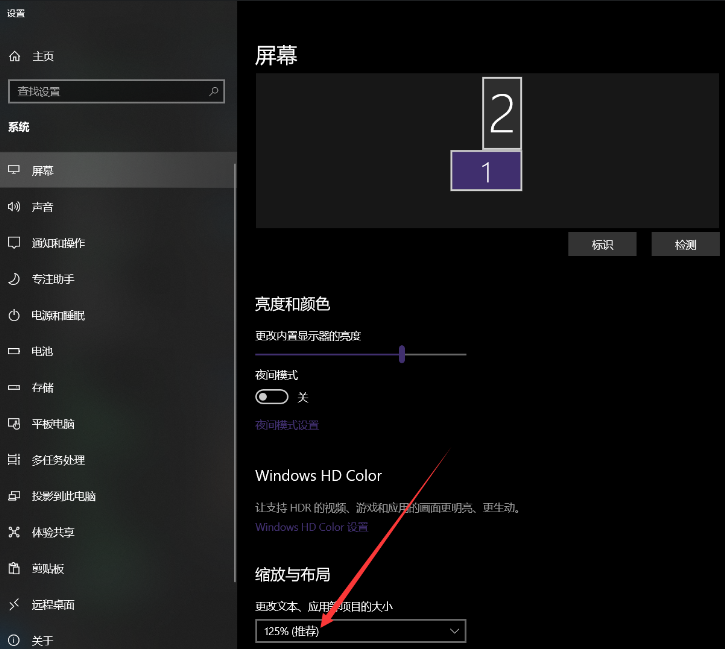 设置
主页
查找设置
系统
屏幕
声音
通知和操作
专注助手
电源和睡眠
电池
存储
平板电脑
多任务处理
投影到此电脑
体验共享
剪贴板
远程桌面
关于
屏幕
2
1
标识
检测
亮度和颜色
更改内置显示器的亮度
夜间模式
关
夜间模式设置
Windows HD Color
让支持 HDR 的视频、游戏和应用的画面更明亮、更生动。
Windows HD Color 设置
缩放与布局
更改文本、应用等项目的大小
125% (推荐)